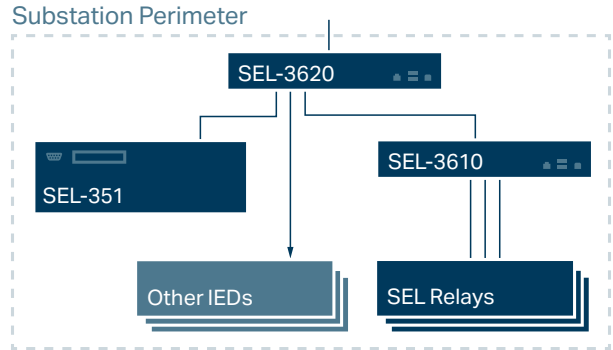 Substation Perimeter
SEL-3620
SEL-351
SEL-3610
Other IEDs
SEL Relays